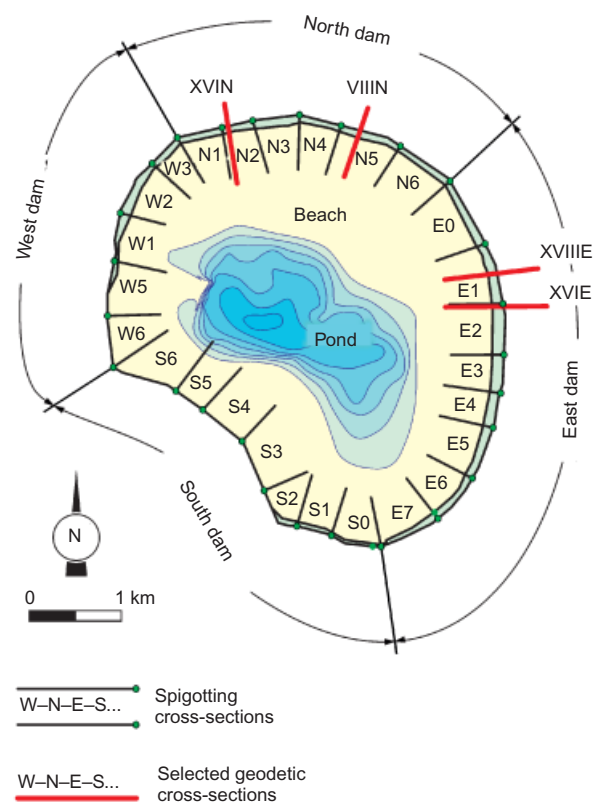 North dam
XVIN
VIIIN
West dam
W3
N1
N2
N3
N4
N5
N6
W2
E0
Beach
W1
XVIIIE
W5
E1
XVIE
W6
Pond
E2
S6
E3
S5
East dam
S4
E4
E5
S3
E6
S2
S1
S0
E7
South dam
N
0 1 km
W–N–E–S...
Spigotting
cross-sections
W–N–E–S...
Selected geodetic
cross-sections